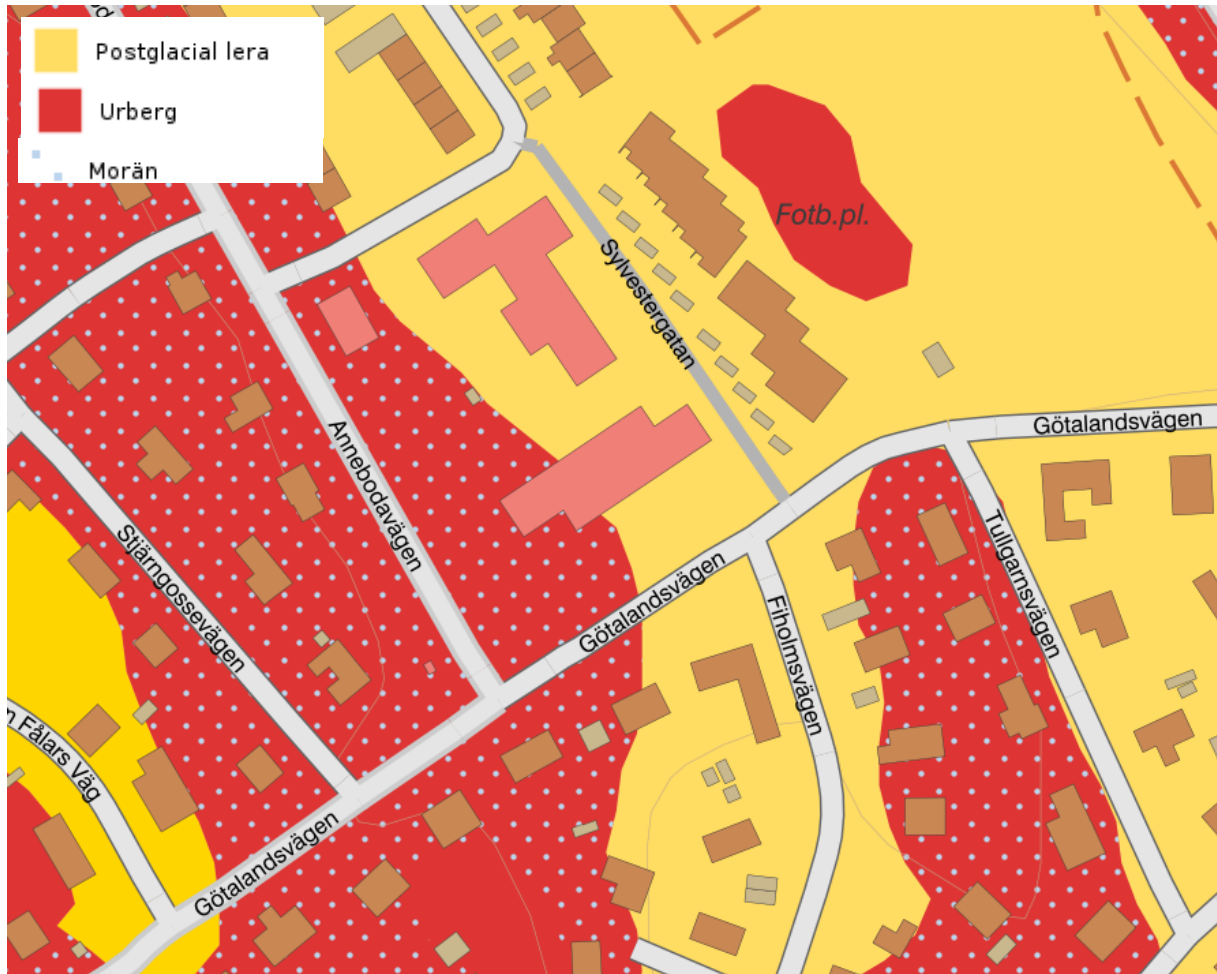 Postglacial lera
Urberg
Morän
Fotb.pl.
Sylvestergatan
Götalandsvägen
Annebodavägen
Stjärngossevägen
Götalandsvägen
Fiholmsvägen
Tullgarnsvägen
Fålars Väg
Götalandsvägen